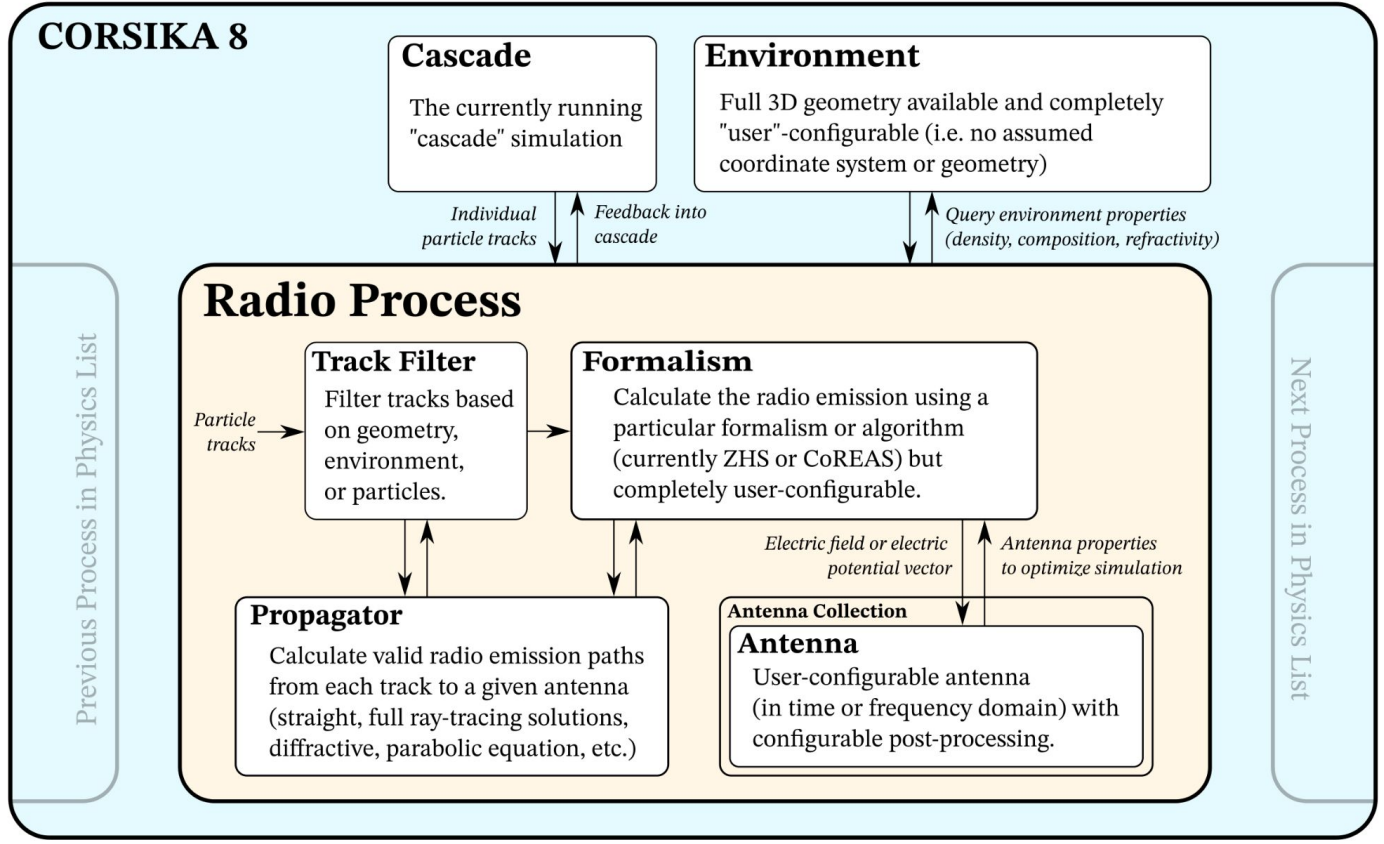 CORSIKA 8
Cascade
The currently running
"cascade" simulation
Environment
Full 3D geometry available and completely
"user"-configurable (i.e. no assumed
coordinate system or geometry)
Individual
particle tracks
Feedback into
cascade
Query environment properties
(density, composition, refractivity)
Previous Process in Physics List
Radio Process
Particle
tracks
Track Filter
Filter tracks based
on geometry,
environment,
or particles.
Formalism
Calculate the radio emission using a
particular formalism or algorithm
(currently ZHS or CoREAS) but
completely user-configurable.
Electric field or electric
potential vector
Antenna properties
to optimize simulation
Propagator
Calculate valid radio emission paths
from each track to a given antenna
(straight, full ray-tracing solutions,
diffractive, parabolic equation, etc.)
Antenna Collection
Antenna
User-configurable antenna
(in time or frequency domain) with
configurable post-processing.
Next Process in Physics List